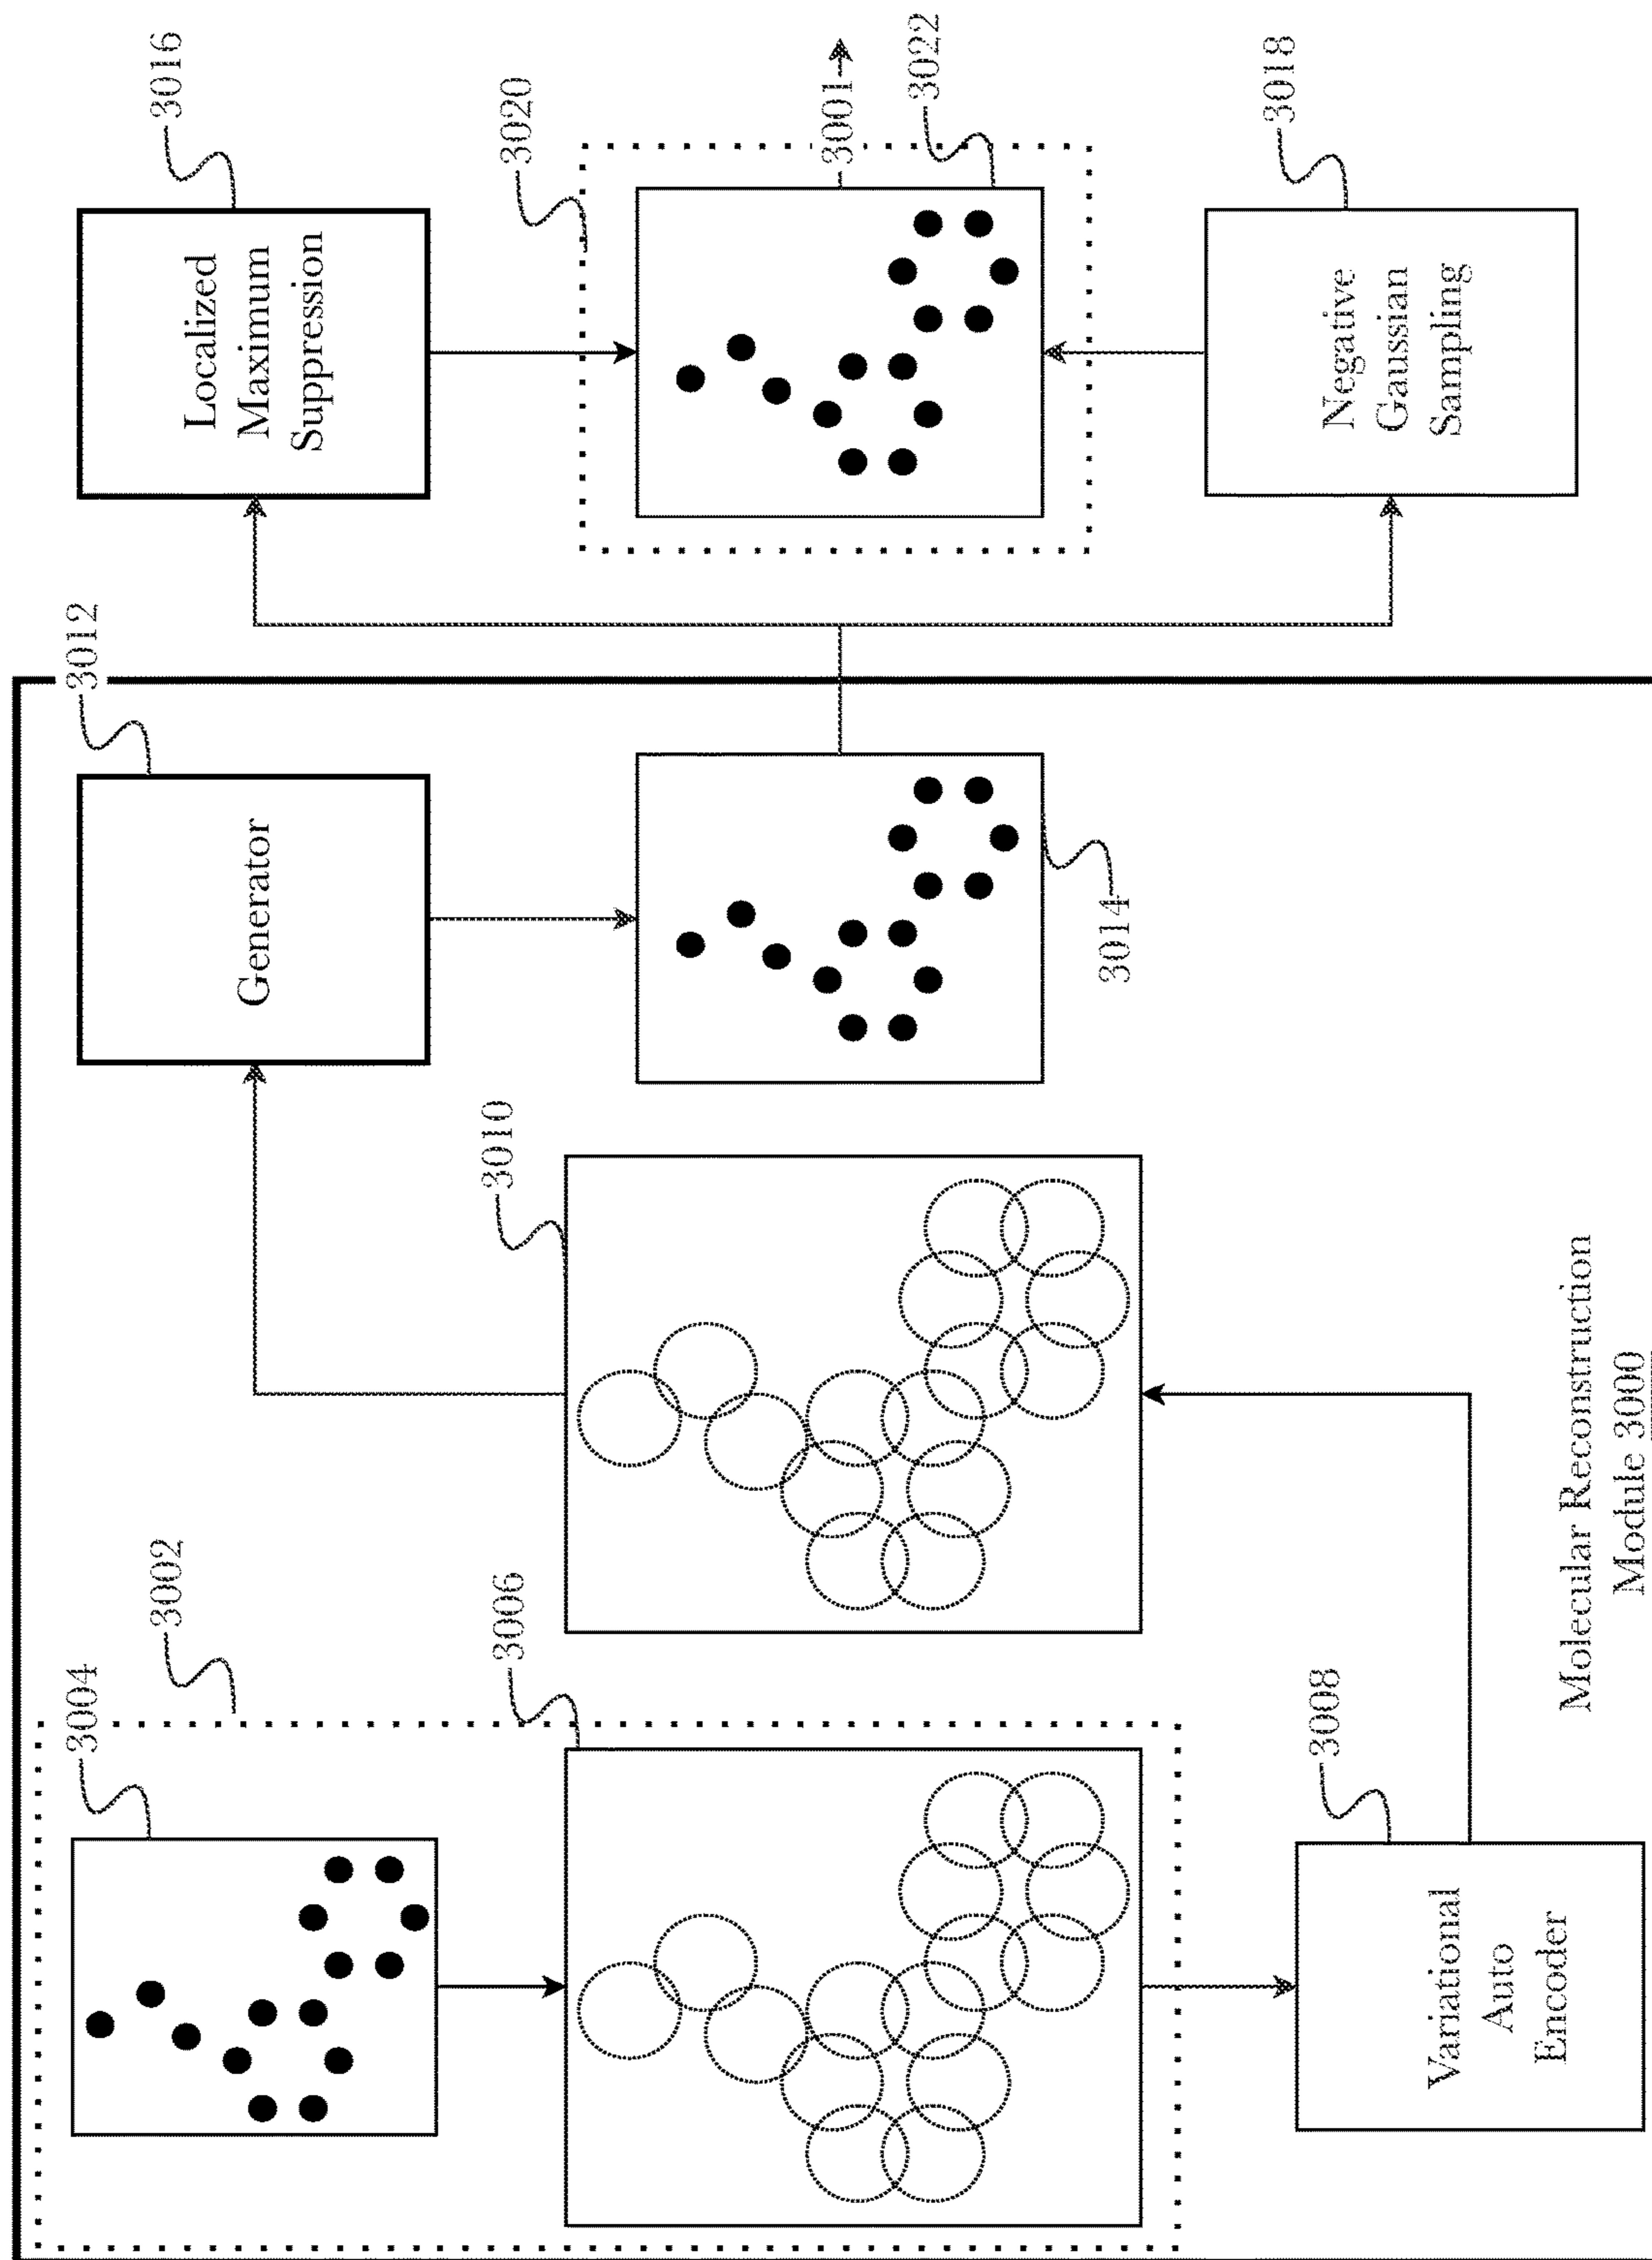 3002
3004
3006
3008
Variational
Auto
Encoder
3010
3012
Generator
3014
Molecular Reconstruction
Module 3000
3016
Localized
Maximum
Suppression
3020
3001
3022
3018
Negative
Gaussian
Sampling